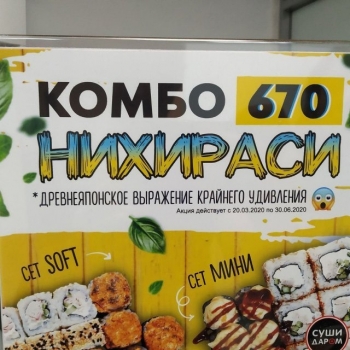 КОМБО 670
НИХИРАСИ
*ДРЕВНЕЯПОНСКОЕ ВЫРАЖЕНИЕ КРАЙНЕГО УДИВЛЕНИЯ
Акция действует с 20.03.2020 по 30.06.2020
СЕТ SOFT
СЕТ МИНИ
СУШИ
ДАРОМ